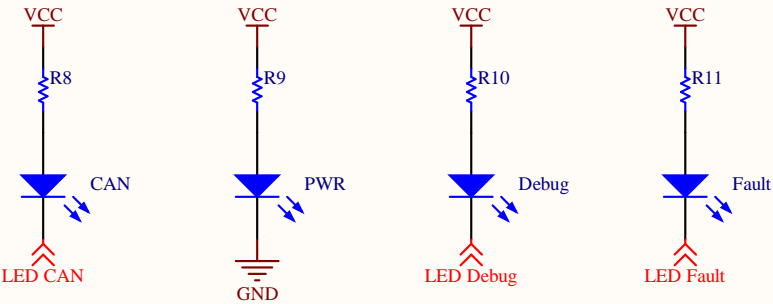 VCC VCC VCC VCC
R8 R9 R10 R11
CAN PWR Debug Fault
LED CAN LED Debug LED Fault
GND